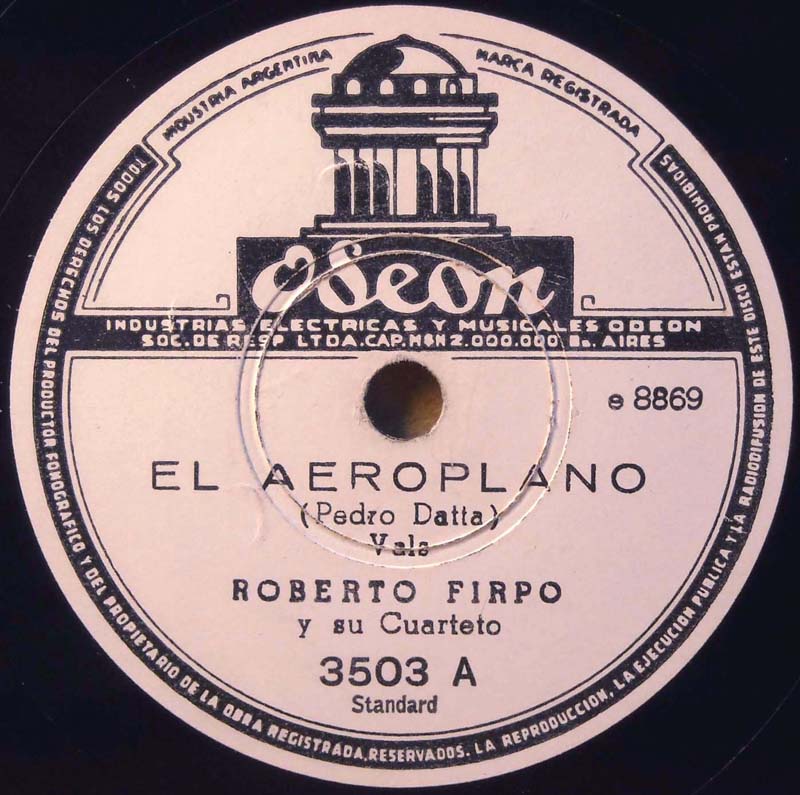 INDUSTRIA ARGENTINA
MARCA REGISTRADA
Odeon
INDUSTRIAS ELECTRICAS Y MUSICALES ODEON
SOC. DE RESP LTDA. CAP. M$N 2.000.000 Bs. AIRES
e 8869
EL AEROPLANO
(Pedro Datta)
Vals
ROBERTO FIRPO
y su Cuarteto
3503 A
Standard
TODOS LOS DERECHOS DEL PRODUCTOR FONOGRAFICO Y DEL PROPIETARIO DE LA OBRA REGISTRADA, RESERVADOS. LA REPRODUCCION, LA EJECUCION PUBLICA Y LA RADIODIFUSION DE ESTE DISCO ESTAN PROHIBIDAS